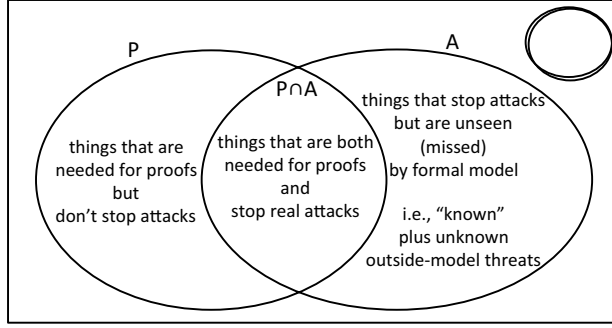 P
A
P∩A
things that are
needed for proofs
but
don't stop attacks
things that are both
needed for proofs
and
stop real attacks
things that stop attacks
but are unseen
(missed)
by formal model
i.e., “known”
plus unknown
outside-model threats